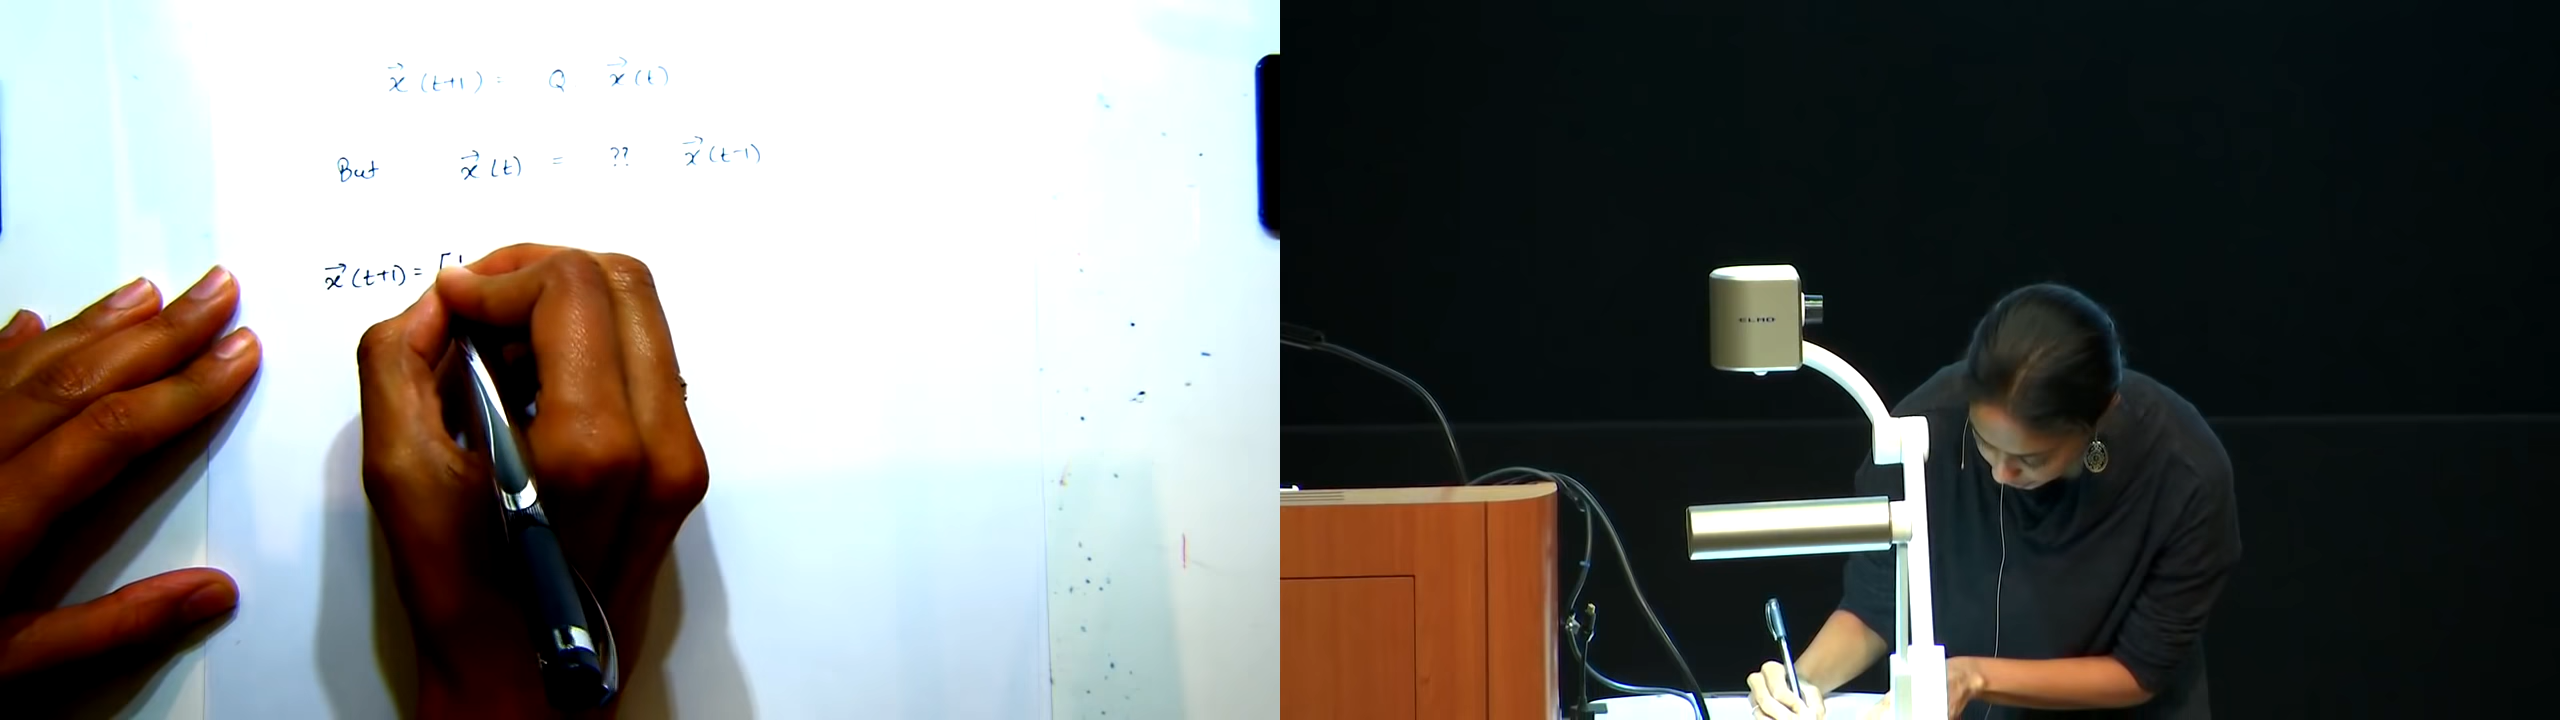 x⃗ (t+1) = Q x⃗ (t)
But x⃗ (t) = ?? x⃗ (t-1)
x⃗ (t+1) = [
ELMO